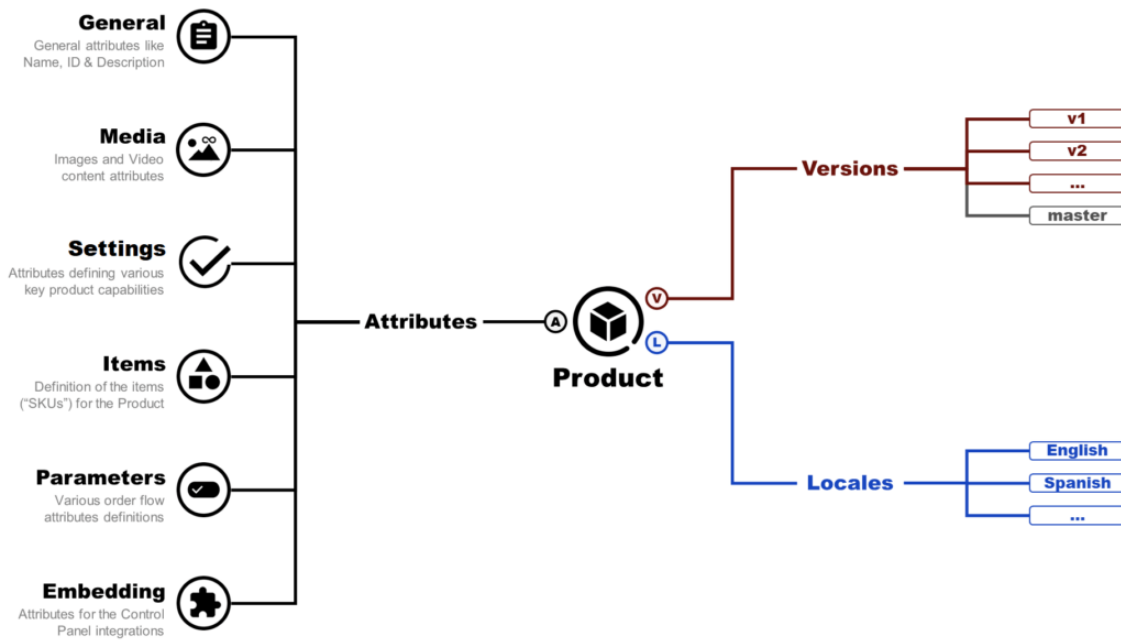 General
General attributes like
Name, ID & Description
Media
Images and Video
content attributes
Settings
Attributes defining various
key product capabilities
Items
Definition of the items
(“SKUs”) for the Product
Parameters
Various order flow
attributes definitions
Embedding
Attributes for the Control
Panel integrations
Attributes
A
V
L
Product
Versions
v1
v2
...
master
Locales
English
Spanish
...